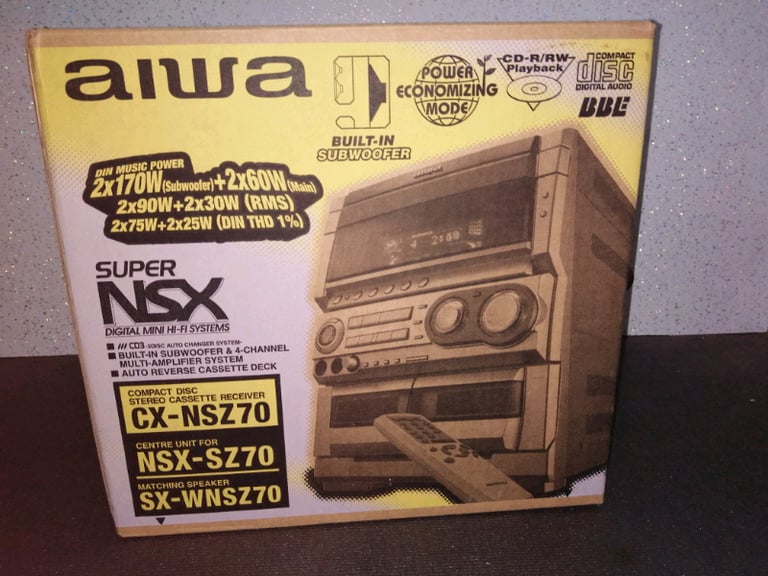 aiwa
BUILT-IN
SUBWOOFER
POWER
ECONOMIZING
MODE
CD-R/RW
Playback
COMPACT
disc
DIGITAL AUDIO
BBE
DIN MUSIC POWER
2x170W (Subwoofer) + 2x60W (Main)
2x90W+2x30W (RMS)
2x75W+2x25W (DIN THD 1%)
SUPER
NSX
DIGITAL MINI HI-FI SYSTEMS
CD3 -3DISC AUTO CHANGER SYSTEM-
BUILT-IN SUBWOOFER & 4-CHANNEL
MULTI-AMPLIFIER SYSTEM
AUTO REVERSE CASSETTE DECK
COMPACT DISC
STEREO CASSETTE RECEIVER
CX-NSZ70
CENTRE UNIT FOR
NSX-SZ70
MATCHING SPEAKER
SX-WNSZ70